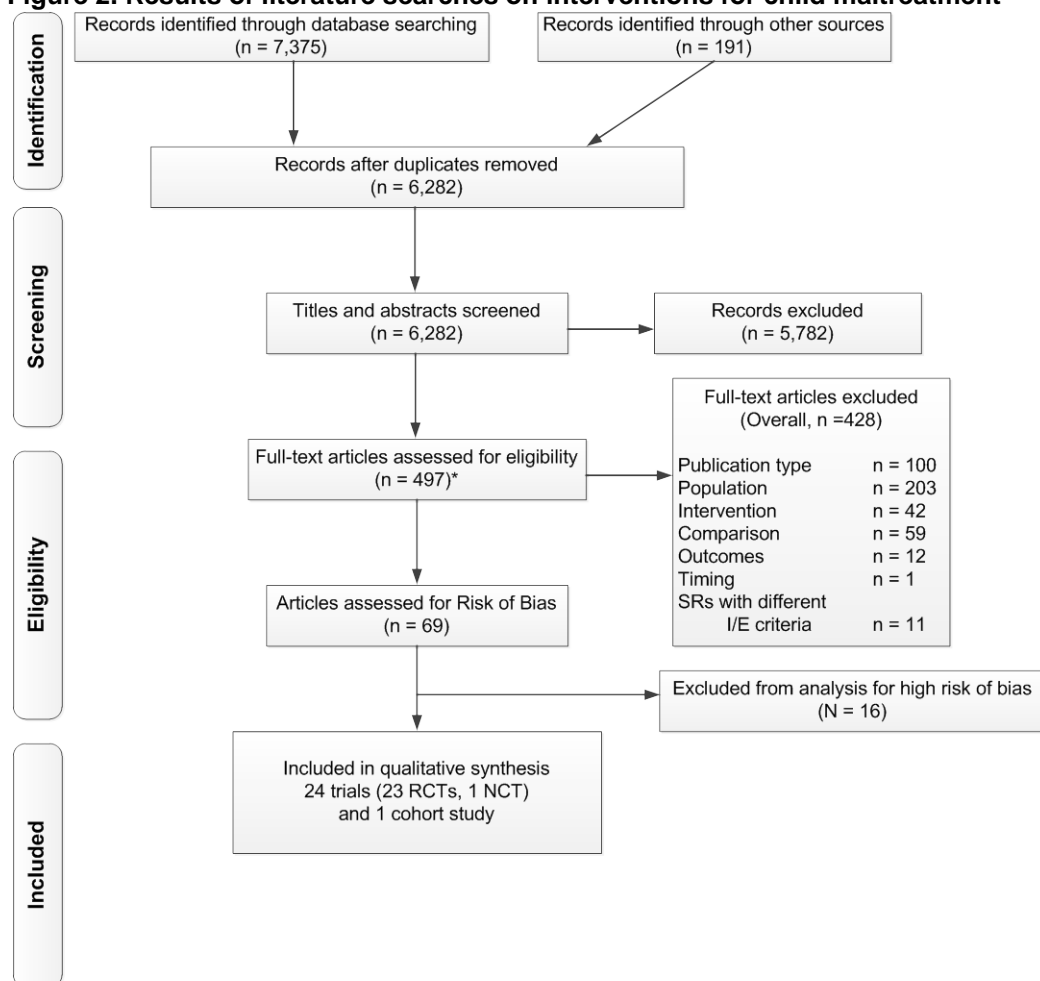 Figure 2. Results of literature searches on interventions for child maltreatment
Identification
Records identified through database searching
(n = 7,375)
Records identified through other sources
(n = 191)
Records after duplicates removed
(n = 6,282)
Screening
Titles and abstracts screened
(n = 6,282)
Records excluded
(n = 5,782)
Eligibility
Full-text articles assessed for eligibility
(n = 497)*
Full-text articles excluded
(Overall, n =428)
Publication type n = 100
Population n = 203
Intervention n = 42
Comparison n = 59
Outcomes n = 12
Timing n = 1
SRs with different
I/E criteria n = 11
Articles assessed for Risk of Bias
(n = 69)
Excluded from analysis for high risk of bias
(N = 16)
Included
Included in qualitative synthesis
24 trials (23 RCTs, 1 NCT)
and 1 cohort study